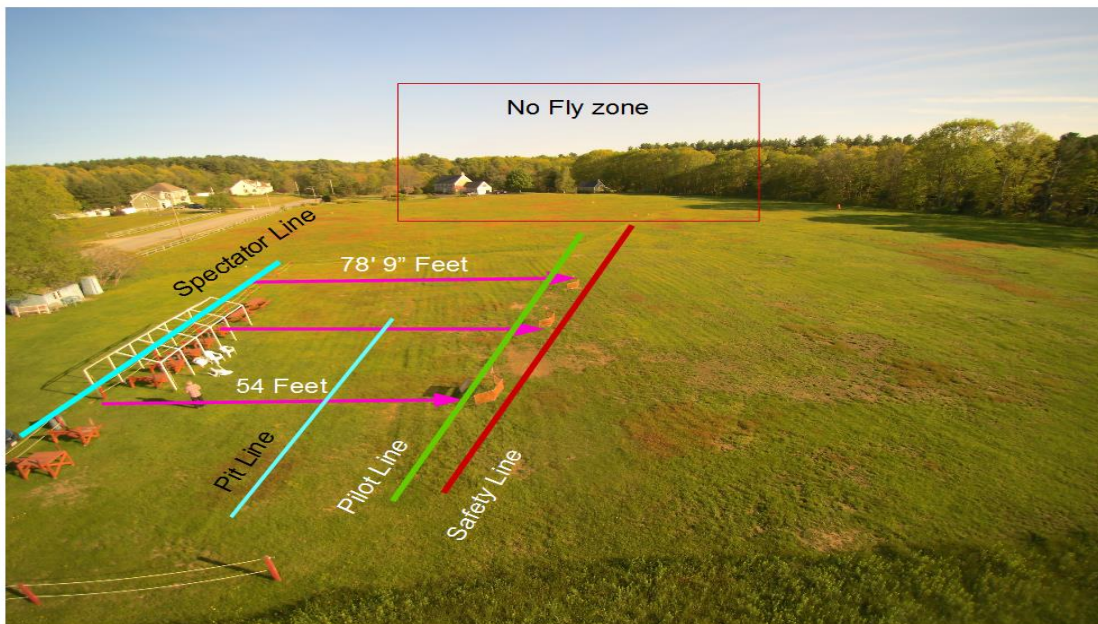 No Fly zone
Spectator Line
78' 9” Feet
54 Feet
Pit Line
Pilot Line
Safety Line